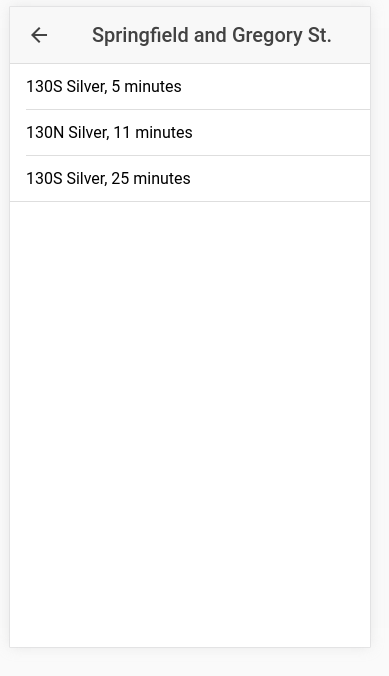 Springfield and Gregory St.
130S Silver, 5 minutes
130N Silver, 11 minutes
130S Silver, 25 minutes